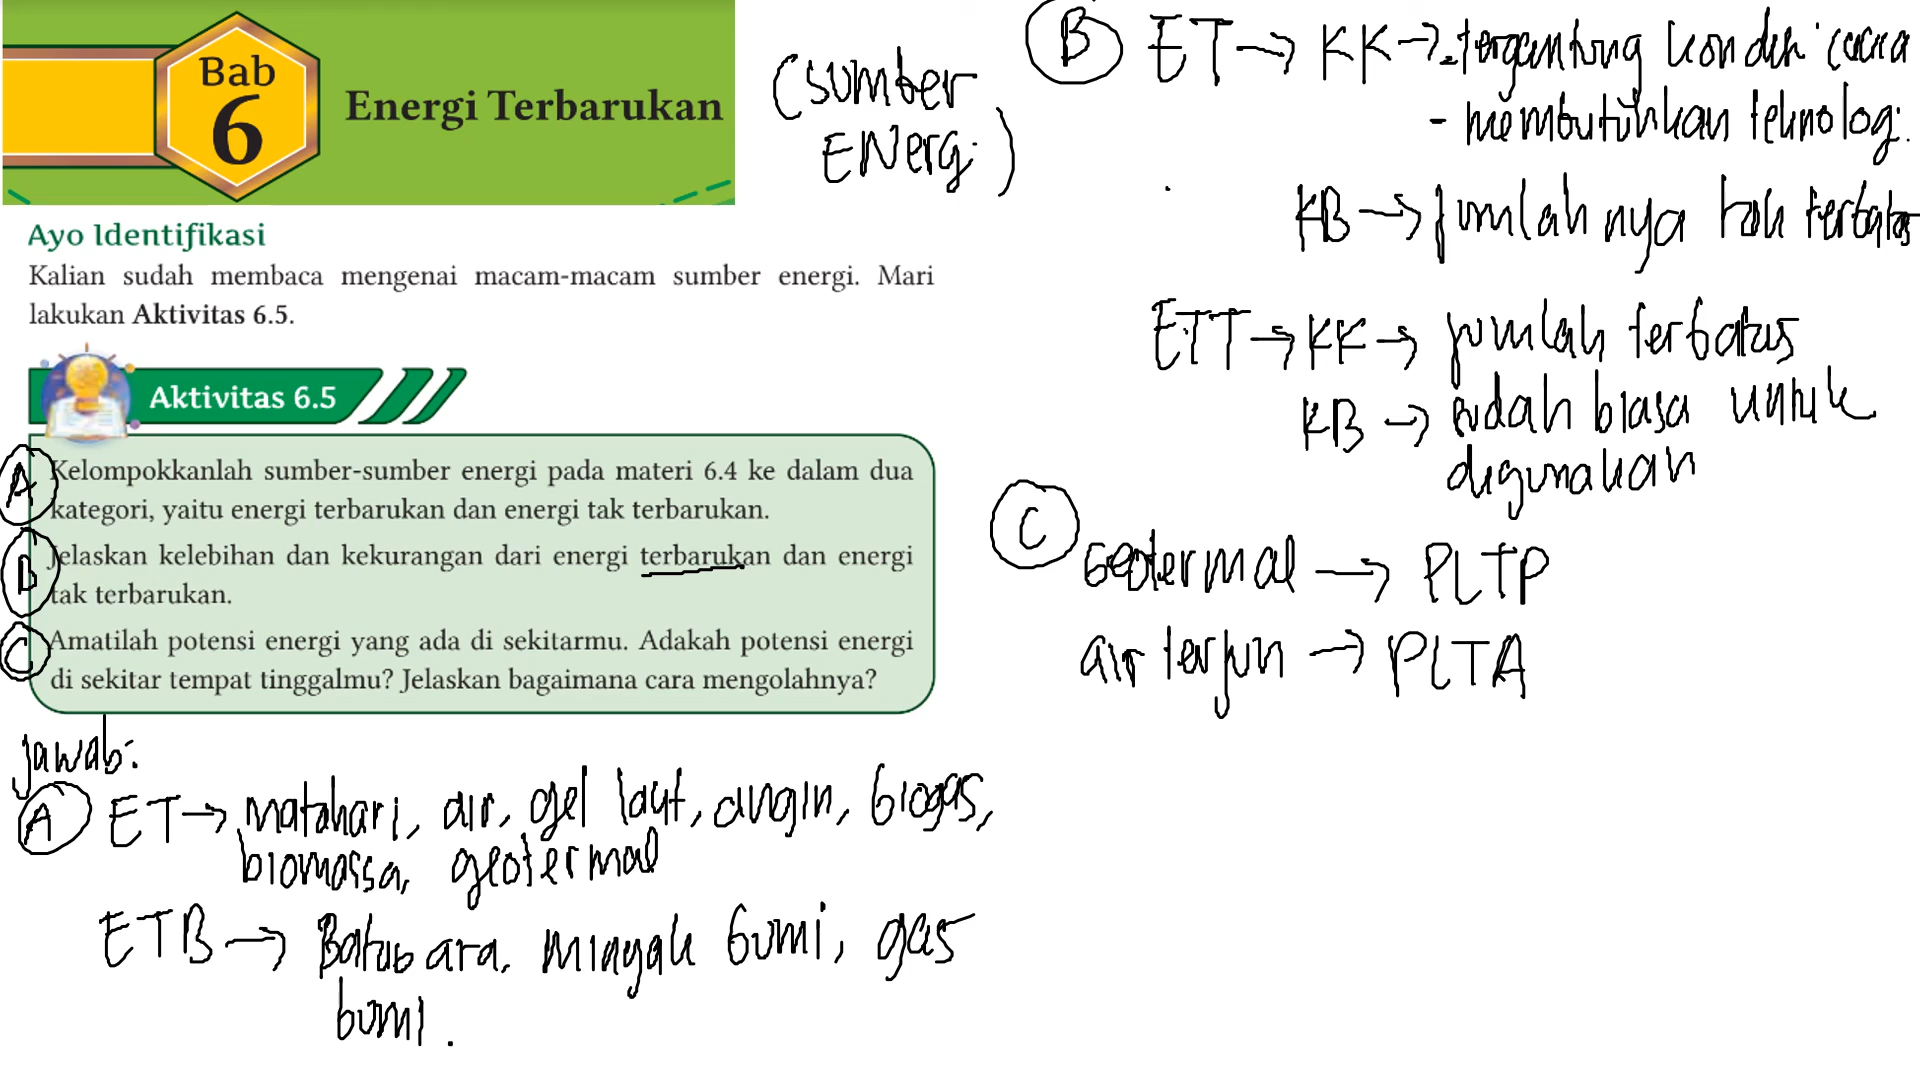 Bab
6
Energi Terbarukan
(sumber
ENergi)
Ayo Identifikasi
Kalian sudah membaca mengenai macam-macam sumber energi. Mari
lakukan Aktivitas 6.5.
Aktivitas 6.5
A Kelompokkanlah sumber-sumber energi pada materi 6.4 ke dalam dua
kategori, yaitu energi terbarukan dan energi tak terbarukan.
B Jelaskan kelebihan dan kekurangan dari energi terbarukan dan energi
tak terbarukan.
C Amatilah potensi energi yang ada di sekitarmu. Adakah potensi energi
di sekitar tempat tinggalmu? Jelaskan bagaimana cara mengolahnya?
jawab:
A ET → matahari, air, gel laut, angin, biogas,
biomassa, geotermal
ETB → Batubara, minyak bumi, gas
bumi.
B ET → KK → - tergantung kondisi cuaca
- membutuhkan teknologi
KB → jumlahnya tak terbatas
ETT → KK → jumlah terbatas
KB → sudah biasa untuk
digunakan
C
Geotermal → PLTP
air terjun → PLTA